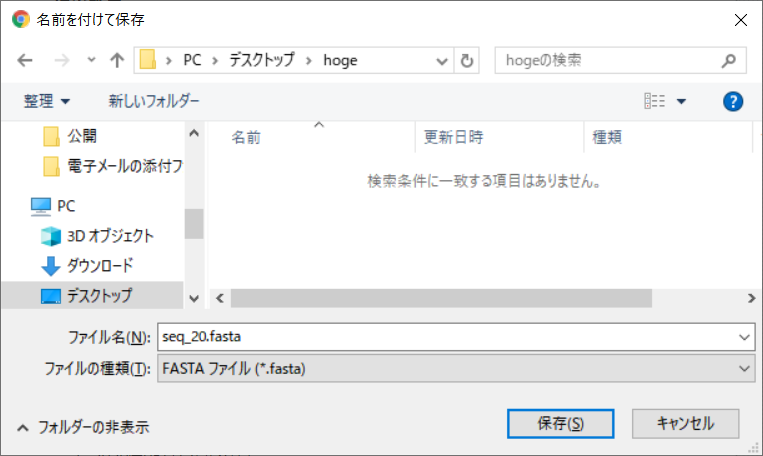 名前を付けて保存
PC デスクトップ hoge hogeの検索
整理 新しいフォルダー ?
公開
電子メールの添付フ
PC
3D オブジェクト
ダウンロード
デスクトップ
名前 更新日時 種類
検索条件に一致する項目はありません。
ファイル名(N): seq_20.fasta
ファイルの種類(T): FASTA ファイル (*.fasta)
フォルダーの非表示 保存(S) キャンセル